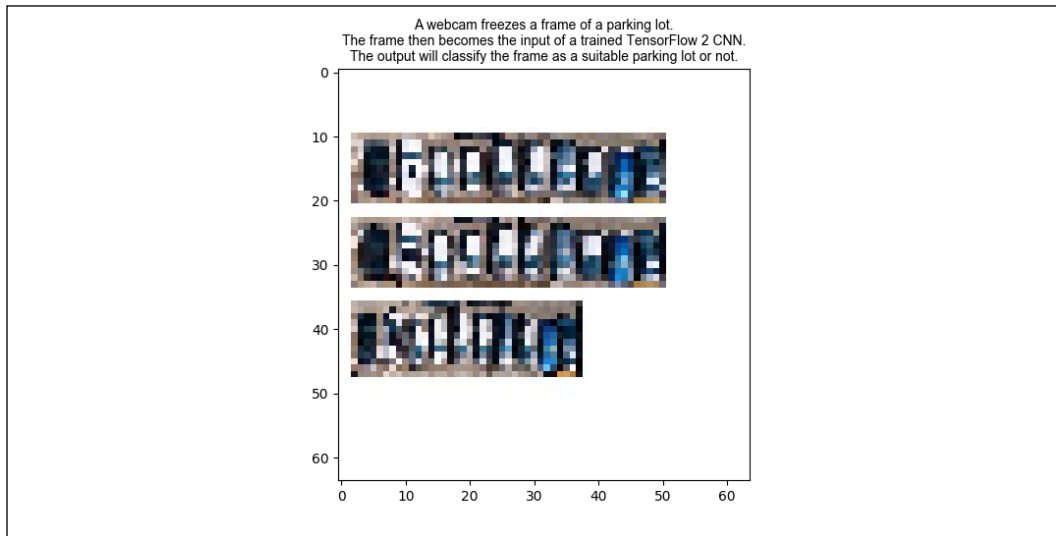 A webcam freezes a frame of a parking lot.
The frame then becomes the input of a trained TensorFlow 2 CNN.
The output will classify the frame as a suitable parking lot or not.
0
10
20
30
40
50
60
0 10 20 30 40 50 60